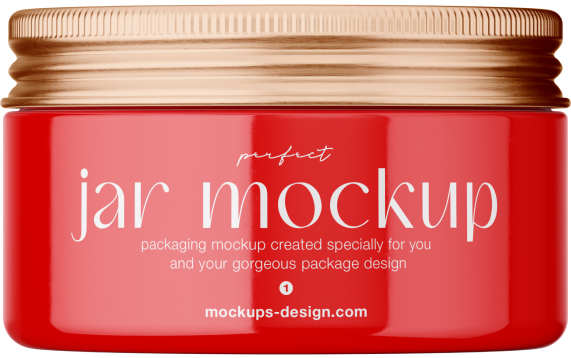 perfect
jar mockup
packaging mockup created specially for you
and your gorgeous package design
1
mockups-design.com